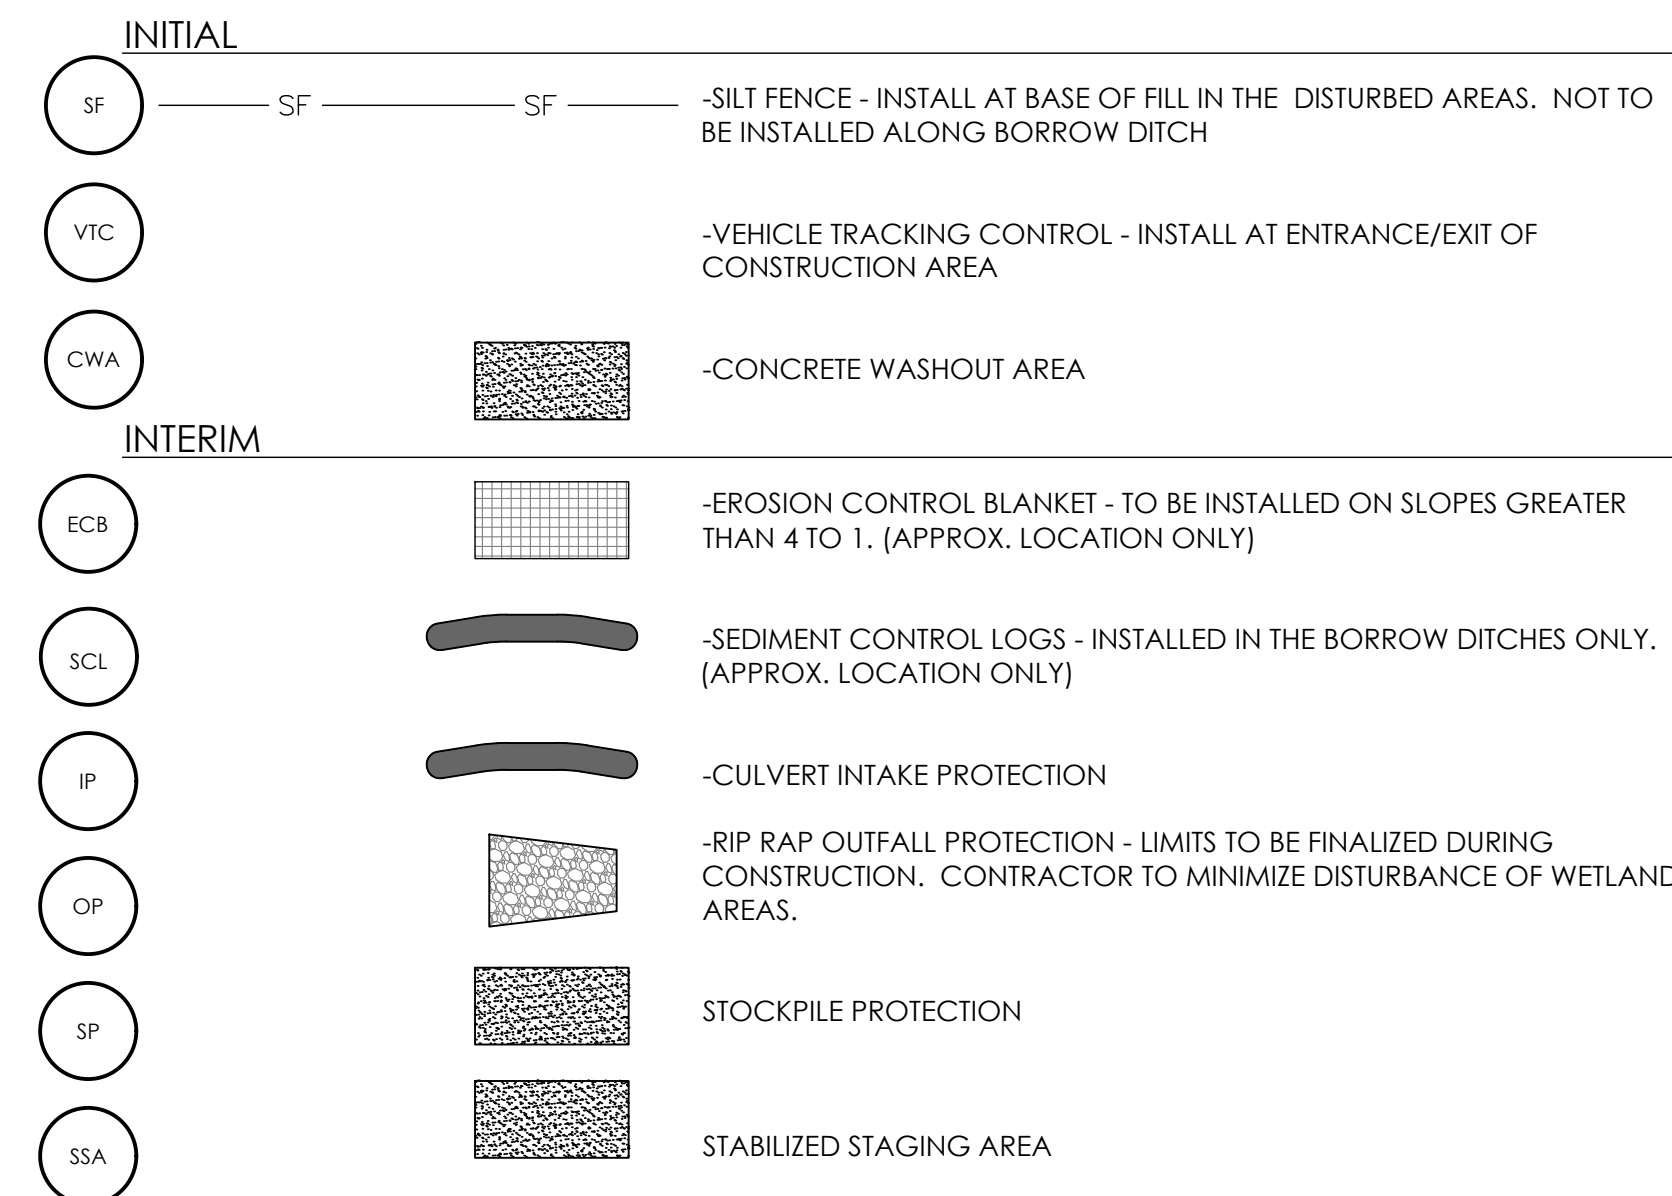 INITIAL
SF SF SF -SILT FENCE - INSTALL AT BASE OF FILL IN THE DISTURBED AREAS. NOT TO
BE INSTALLED ALONG BORROW DITCH
VTC -VEHICLE TRACKING CONTROL - INSTALL AT ENTRANCE/EXIT OF
CONSTRUCTION AREA
CWA -CONCRETE WASHOUT AREA
INTERIM
ECB -EROSION CONTROL BLANKET - TO BE INSTALLED ON SLOPES GREATER
THAN 4 TO 1. (APPROX. LOCATION ONLY)
SCL -SEDIMENT CONTROL LOGS - INSTALLED IN THE BORROW DITCHES ONLY.
(APPROX. LOCATION ONLY)
IP -CULVERT INTAKE PROTECTION
OP -RIP RAP OUTFALL PROTECTION - LIMITS TO BE FINALIZED DURING
CONSTRUCTION. CONTRACTOR TO MINIMIZE DISTURBANCE OF WETLAND
AREAS.
SP STOCKPILE PROTECTION
SSA STABILIZED STAGING AREA